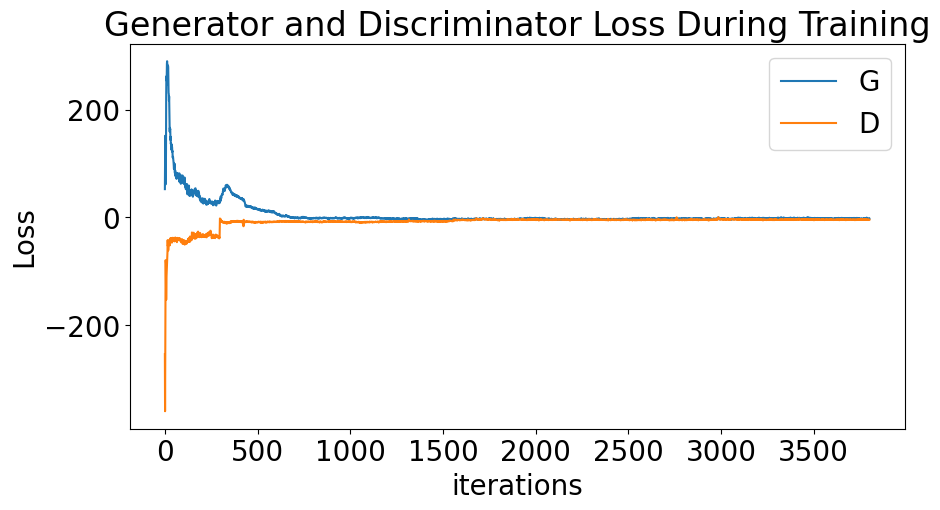 Generator and Discriminator Loss During Training
G
D
Loss
200
0
−200
0 500 1000 1500 2000 2500 3000 3500
iterations